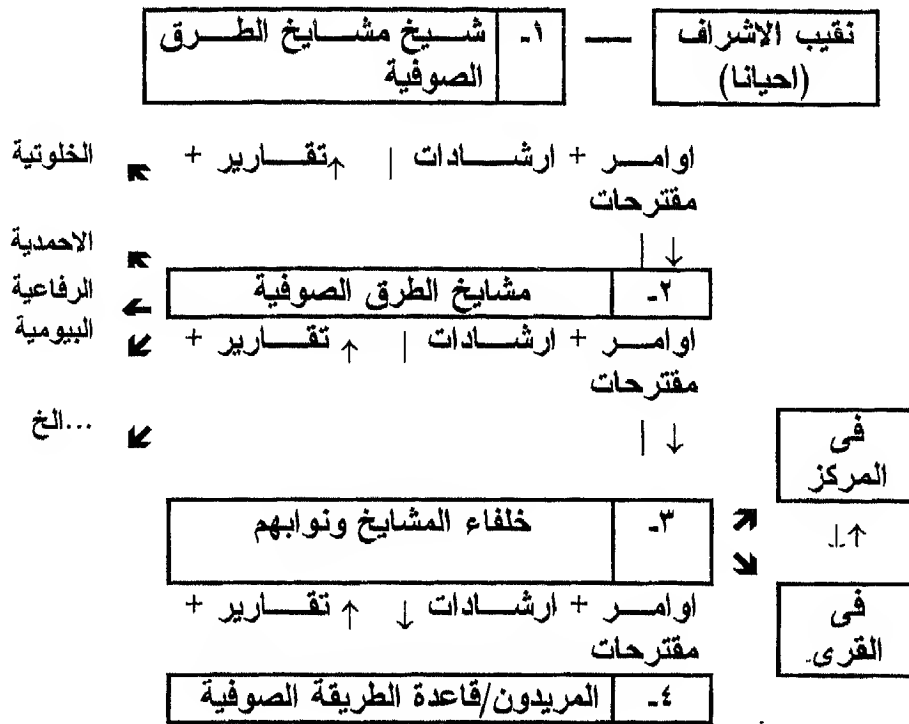 نقيب الاشراف
(احيانا)
١- شيخ مشايخ الطرق
الصوفية
اوامر + ارشادات | ↑ تقارير +
مقترحات
| ↓
الخلوتية
الاحمدية
الرفاعية
البيومية
...الخ
٢- مشايخ الطرق الصوفية
اوامر + ارشادات | ↑ تقارير +
مقترحات
| ↓
٣- خلفاء المشايخ ونوابهم
فى
المركز
↓↑
فى
القرى
اوامر + ارشادات ↓ ↑ تقارير +
مقترحات
٤- المريدون/قاعدة الطريقة الصوفية